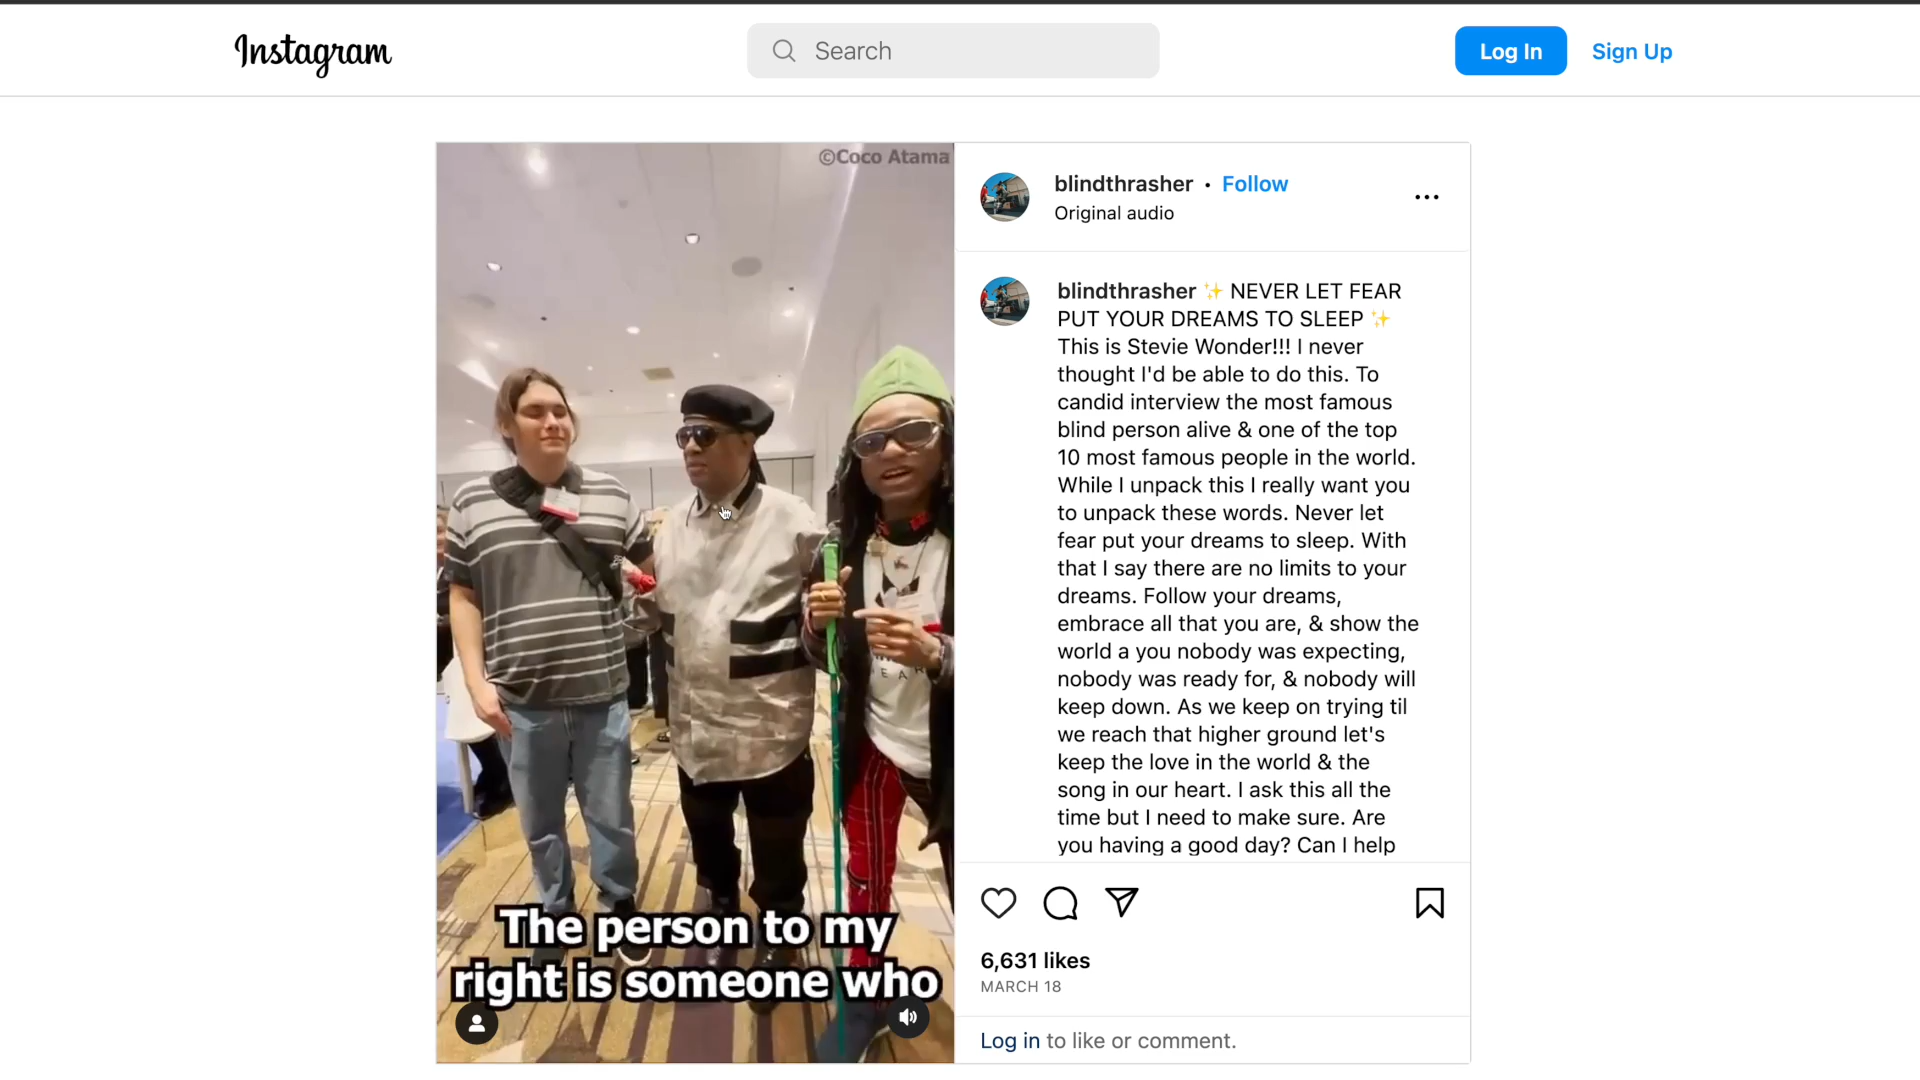 Instagram
Search
Log In
Sign Up
©Coco Atama
blindthrasher • Follow
Original audio
blindthrasher ✨ NEVER LET FEAR
PUT YOUR DREAMS TO SLEEP ✨
This is Stevie Wonder!!! I never
thought I'd be able to do this. To
candid interview the most famous
blind person alive & one of the top
10 most famous people in the world.
While I unpack this I really want you
to unpack these words. Never let
fear put your dreams to sleep. With
that I say there are no limits to your
dreams. Follow your dreams,
embrace all that you are, & show the
world a you nobody was expecting,
nobody was ready for, & nobody will
keep down. As we keep on trying til
we reach that higher ground let's
keep the love in the world & the
song in our heart. I ask this all the
time but I need to make sure. Are
you having a good day? Can I help
The person to my
right is someone who
6,631 likes
MARCH 18
Log in to like or comment.